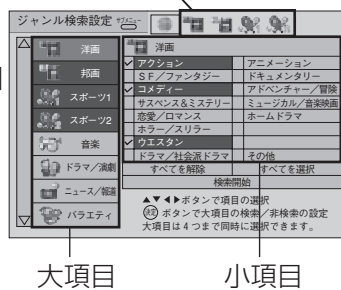 ジャンル検索設定 サブメニュー
洋画
邦画
スポーツ1
スポーツ2
音楽
ドラマ/演劇
ニュース/報道
バラエティ
洋画
アクション アニメーション
SF/ファンタジー ドキュメンタリー
コメディー アドベンチャー/冒険
サスペンス&ミステリー ミュージカル/音楽映画
恋愛/ロマンス ホームドラマ
ホラー/スリラー
ウエスタン
ドラマ/社会派ドラマ その他
すべてを解除 すべてを選択
検索開始
▲▼◀▶ボタンで項目の選択
決定 ボタンで大項目の検索/非検索の設定
大項目は4つまで同時に選択できます。
大項目 小項目